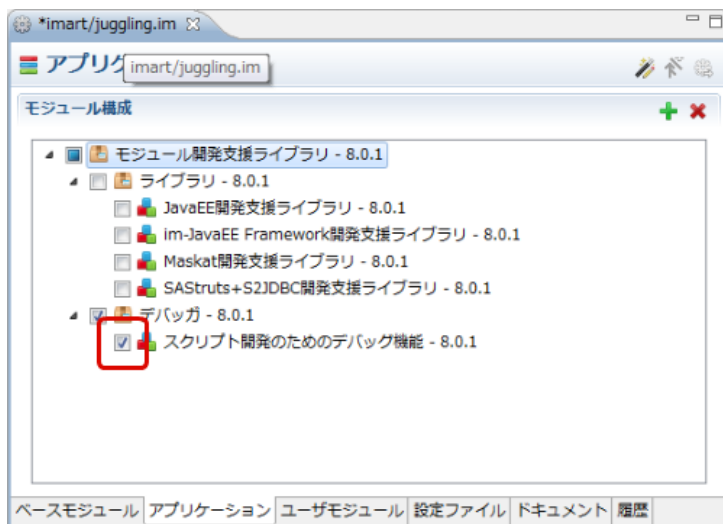 *imart/juggling.im
アプリケ
imart/juggling.im
モジュール構成
モジュール開発支援ライブラリ - 8.0.1
ライブラリ - 8.0.1
JavaEE開発支援ライブラリ - 8.0.1
im-JavaEE Framework開発支援ライブラリ - 8.0.1
Maskat開発支援ライブラリ - 8.0.1
SAStruts+S2JDBC開発支援ライブラリ - 8.0.1
デバッガ - 8.0.1
スクリプト開発のためのデバッグ機能 - 8.0.1
ベースモジュール アプリケーション ユーザモジュール 設定ファイル ドキュメント 履歴